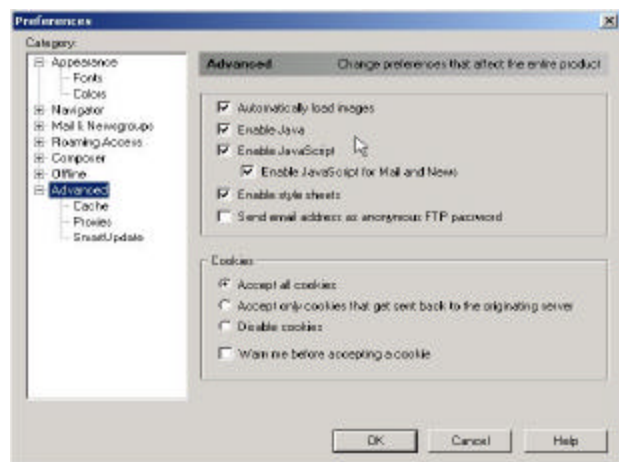 Preferences
Category:
Appearance
Fonts
Colors
Navigator
Mail & Newsgroups
Roaming Access
Composer
Offline
Advanced
Cache
Proxies
SmartUpdate
Advanced Change preferences that affect the entire product
Automatically load images
Enable Java
Enable JavaScript
Enable JavaScript for Mail and News
Enable style sheets
Send email address as anonymous FTP password
Cookies
Accept all cookies
Accept only cookies that get sent back to the originating server
Disable cookies
Warn me before accepting a cookie
OK Cancel Help